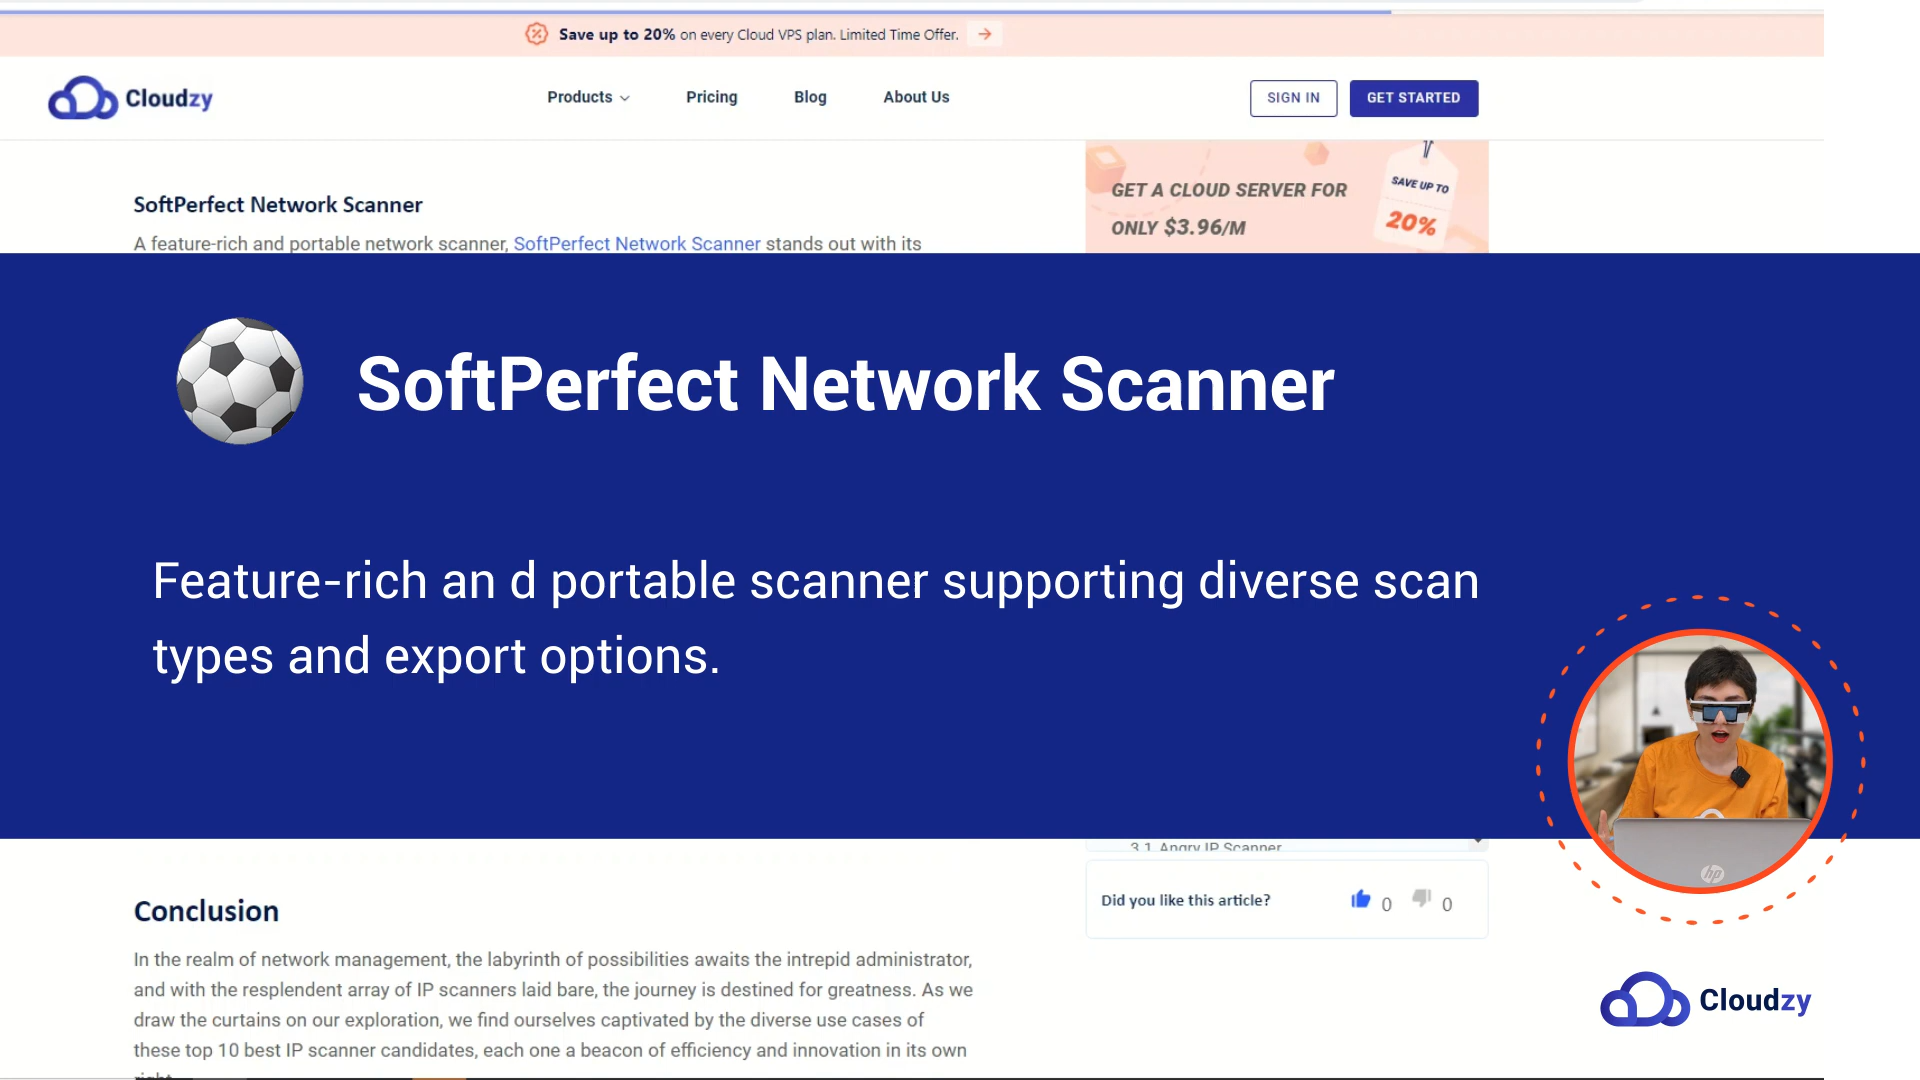 Save up to 20% on every Cloud VPS plan. Limited Time Offer.
Cloudzy
Products
Pricing
Blog
About Us
SIGN IN
GET STARTED
SoftPerfect Network Scanner
A feature-rich and portable network scanner, SoftPerfect Network Scanner stands out with its
GET A CLOUD SERVER FOR
ONLY $3.96/M
SAVE UP TO
20%
SoftPerfect Network Scanner
Feature-rich an d portable scanner supporting diverse scan
types and export options.
3.1. Angry IP Scanner
Did you like this article?
0
0
hp
Conclusion
In the realm of network management, the labyrinth of possibilities awaits the intrepid administrator,
and with the resplendent array of IP scanners laid bare, the journey is destined for greatness. As we
draw the curtains on our exploration, we find ourselves captivated by the diverse use cases of
these top 10 best IP scanner candidates, each one a beacon of efficiency and innovation in its own
Cloudzy